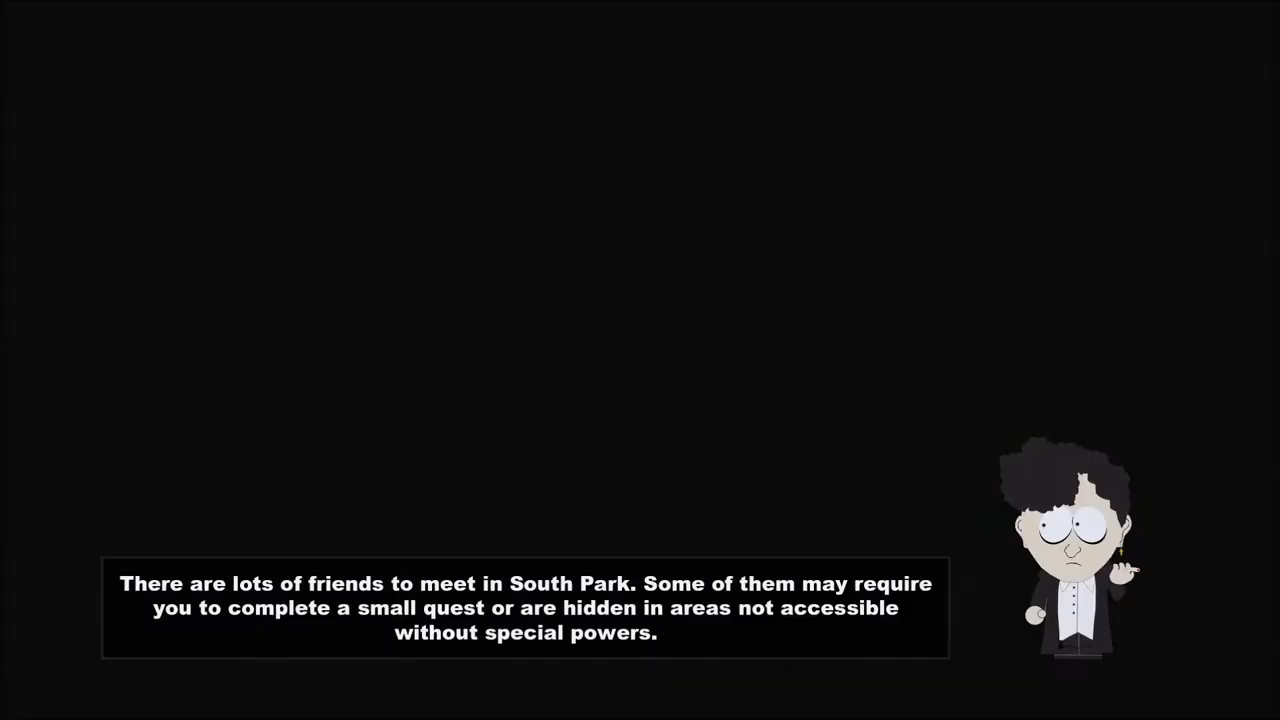 There are lots of friends to meet in South Park. Some of them may require
you to complete a small quest or are hidden in areas not accessible
without special powers.